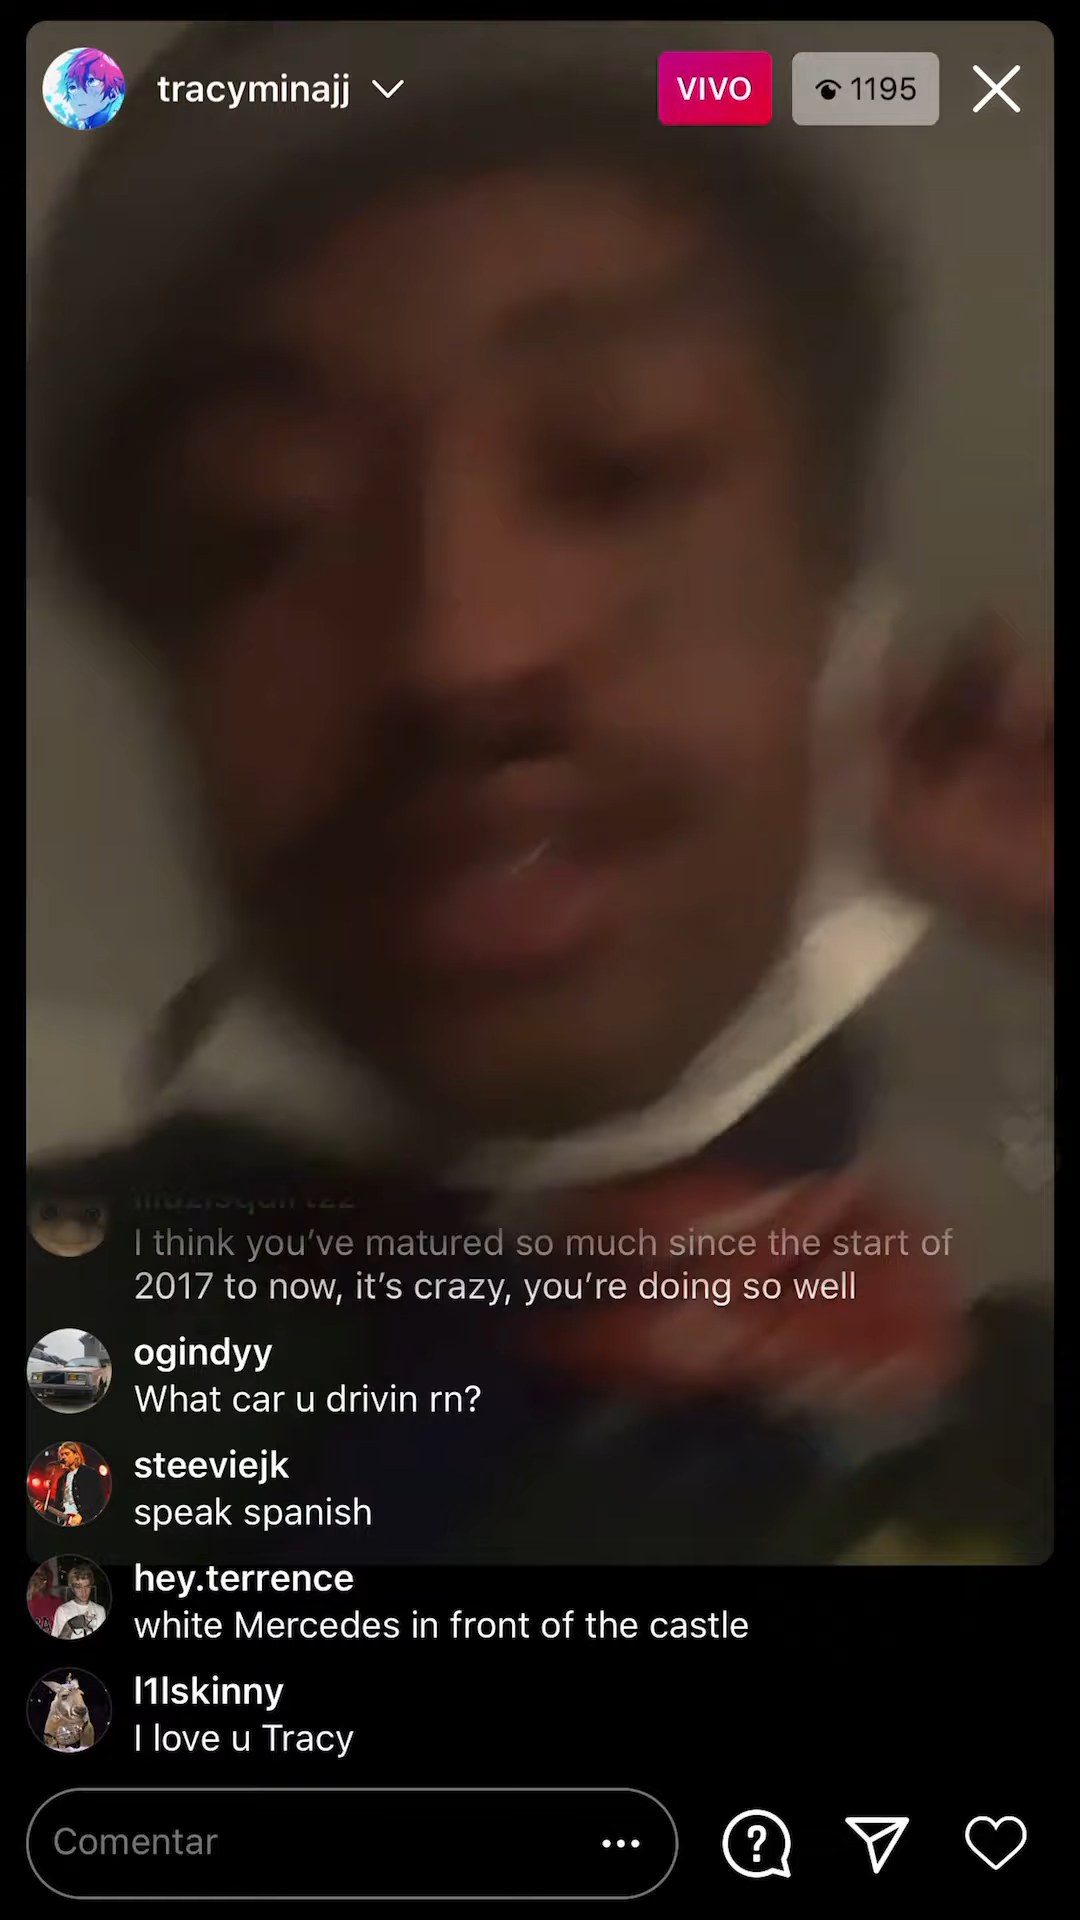 tracyminajj
VIVO
1195
I think you’ve matured so much since the start of
2017 to now, it’s crazy, you’re doing so well
ogindyy
What car u drivin rn?
steeviejk
speak spanish
hey.terrence
white Mercedes in front of the castle
l1lskinny
I love u Tracy
Comentar